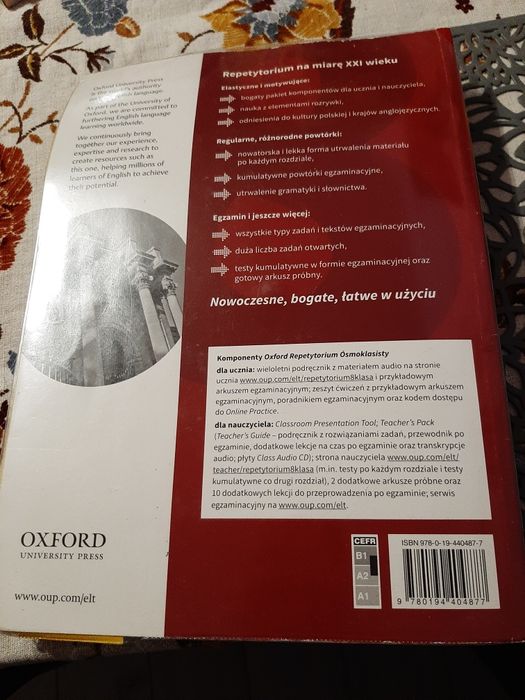 Oxford University Press
is the world's authority
on the English language.
As part of the University of
Oxford, we are committed to
furthering English language
learning worldwide.
We continuously bring
together our experience,
expertise and research to
create resources such as
this one, helping millions of
learners of English to achieve
their potential.
Repetytorium na miarę XXI wieku
Elastyczne i motywujące:
bogaty pakiet komponentów dla ucznia i nauczyciela,
nauka z elementami rozrywki,
odniesienia do kultury polskiej i krajów anglojęzycznych.
Regularne, różnorodne powtórki:
nowatorska i lekka forma utrwalenia materiału
po każdym rozdziale,
kumulatywne powtórki egzaminacyjne,
utrwalenie gramatyki i słownictwa.
Egzamin i jeszcze więcej:
wszystkie typy zadań i tekstów egzaminacyjnych,
duża liczba zadań otwartych,
testy kumulatywne w formie egzaminacyjnej oraz
gotowy arkusz próbny.
Nowoczesne, bogate, łatwe w użyciu
Komponenty Oxford Repetytorium Ósmoklasisty
dla ucznia: wieloletni podręcznik z materiałem audio na stronie
ucznia www.oup.com/elt/repetytorium8klasa i przykładowym
arkuszem egzaminacyjnym; zeszyt ćwiczeń z przykładowym arkuszem
egzaminacyjnym, poradnikiem egzaminacyjnym oraz kodem dostępu
do Online Practice.
dla nauczyciela: Classroom Presentation Tool; Teacher's Pack
(Teacher's Guide – podręcznik z rozwiązaniami zadań, przewodnik po
egzaminie, dodatkowe lekcje na czas po egzaminie oraz transkrypcje
audio; płyty Class Audio CD); strona nauczyciela www.oup.com/elt/
teacher/repetytorium8klasa (m.in. testy po każdym rozdziale i testy
kumulatywne co drugi rozdział), 2 dodatkowe arkusze próbne oraz
10 dodatkowych lekcji do przeprowadzenia po egzaminie; serwis
egzaminacyjny na www.oup.com/elt.
OXFORD
UNIVERSITY PRESS
www.oup.com/elt
CEFR
B1
A2
A1
ISBN 978-0-19-440487-7
9 780194 404877